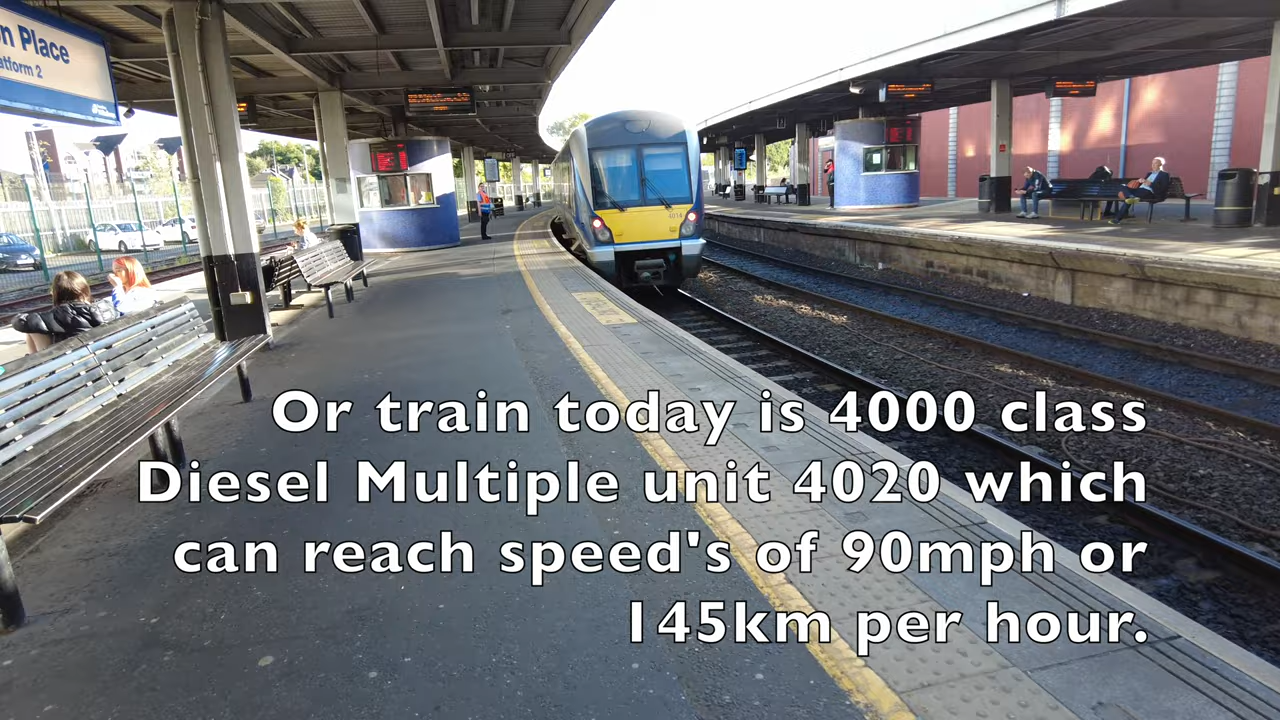 n Place
atform 2
4014
Or train today is 4000 class
Diesel Multiple unit 4020 which
can reach speed's of 90mph or
145km per hour.